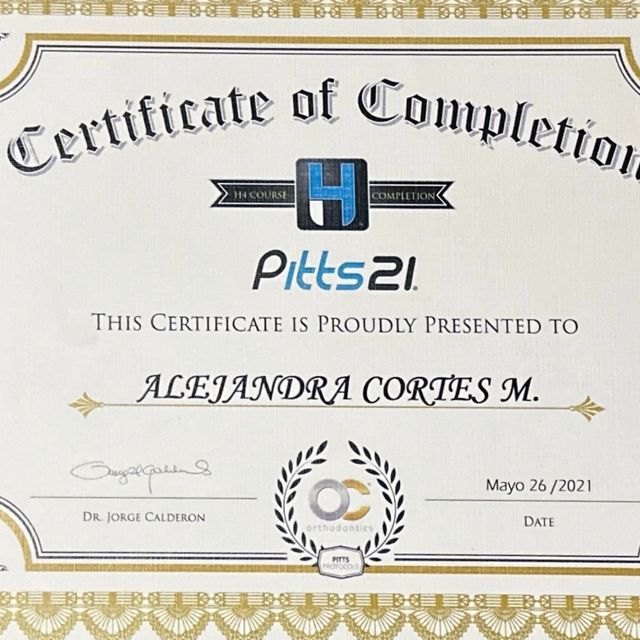 Certificate of Completion
H4 COURSE COMPLETION
Pitts21.
THIS CERTIFICATE IS PROUDLY PRESENTED TO
ALEJANDRA CORTES M.
Mayo 26 /2021
DR. JORGE CALDERON
DATE
OC
orthodontics
PITTS
PROTOCOLS